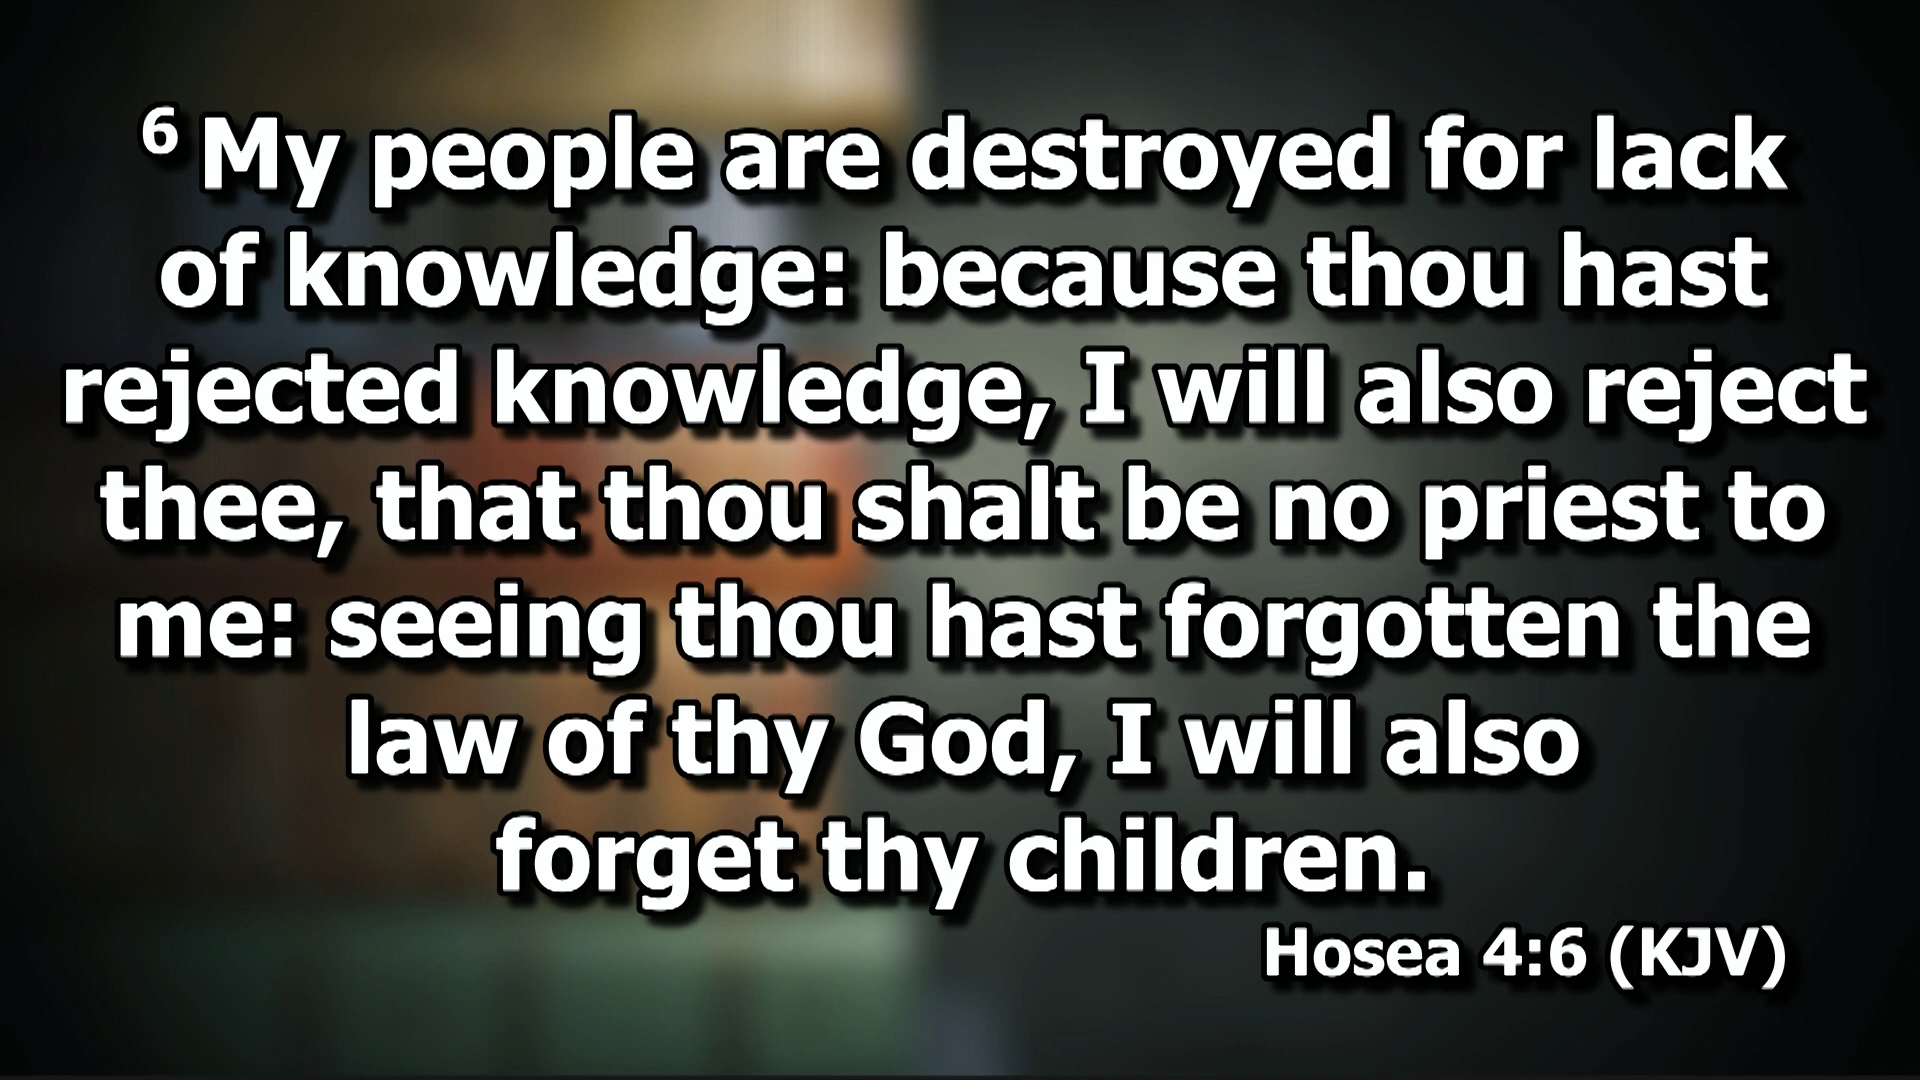 6 My people are destroyed for lack
of knowledge: because thou hast
rejected knowledge, I will also reject
thee, that thou shalt be no priest to
me: seeing thou hast forgotten the
law of thy God, I will also
forget thy children.
Hosea 4:6 (KJV)